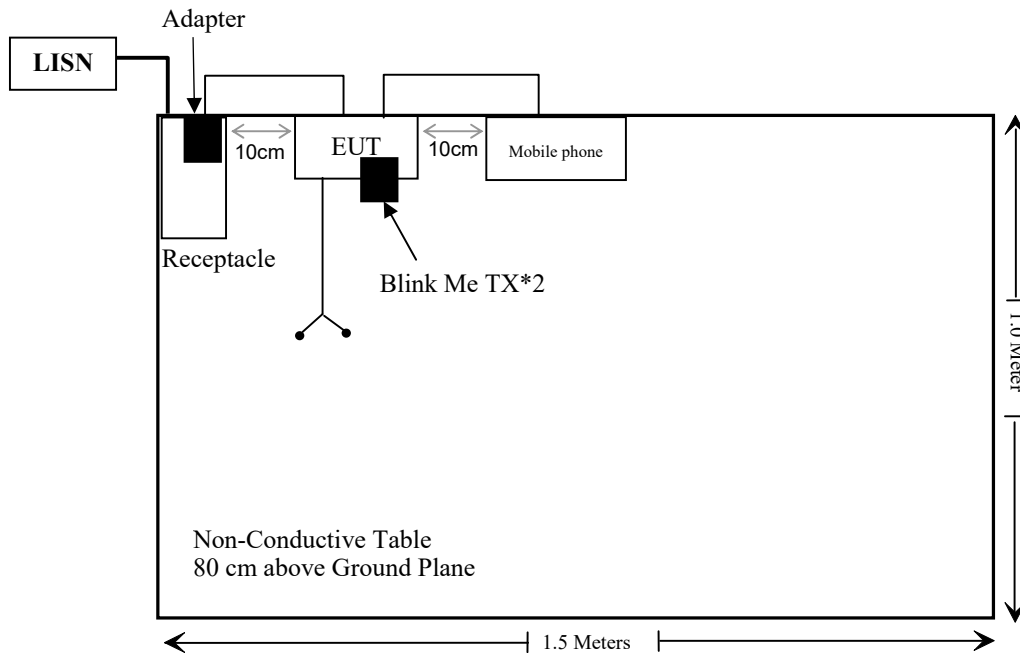 Adapter
LISN
10cm
EUT
10cm
Mobile phone
Receptacle
Blink Me TX*2
1.0 Meter
Non-Conductive Table
80 cm above Ground Plane
1.5 Meters